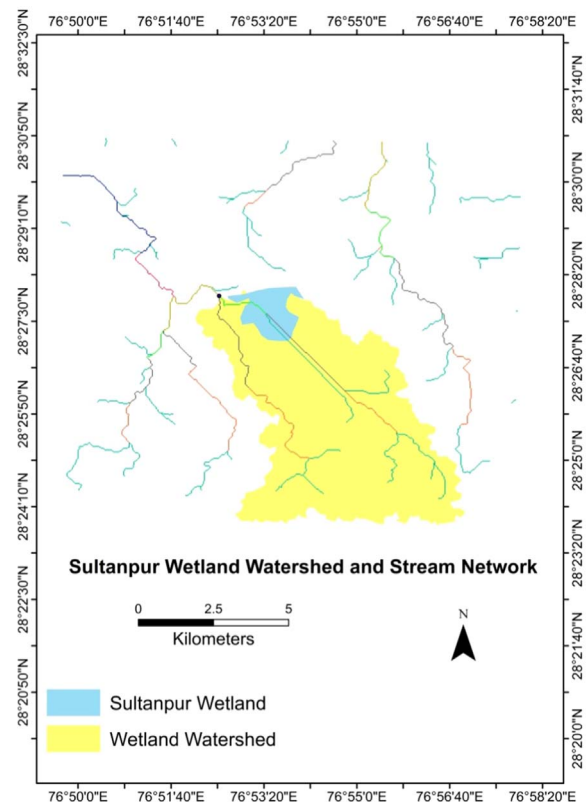 76°50'0"E 76°51'40"E 76°53'20"E 76°55'0"E 76°56'40"E 76°58'20"E
28°32'30"N
28°30'50"N
28°29'10"N
28°27'30"N
28°25'50"N
28°24'10"N
28°22'30"N
28°20'50"N
28°31'40"N
28°30'0"N
28°28'20"N
28°26'40"N
28°25'0"N
28°23'20"N
28°21'40"N
28°20'0"N
Sultanpur Wetland Watershed and Stream Network
0 2.5 5
Kilometers
N
Sultanpur Wetland
Wetland Watershed
76°50'0"E 76°51'40"E 76°53'20"E 76°55'0"E 76°56'40"E 76°58'20"E